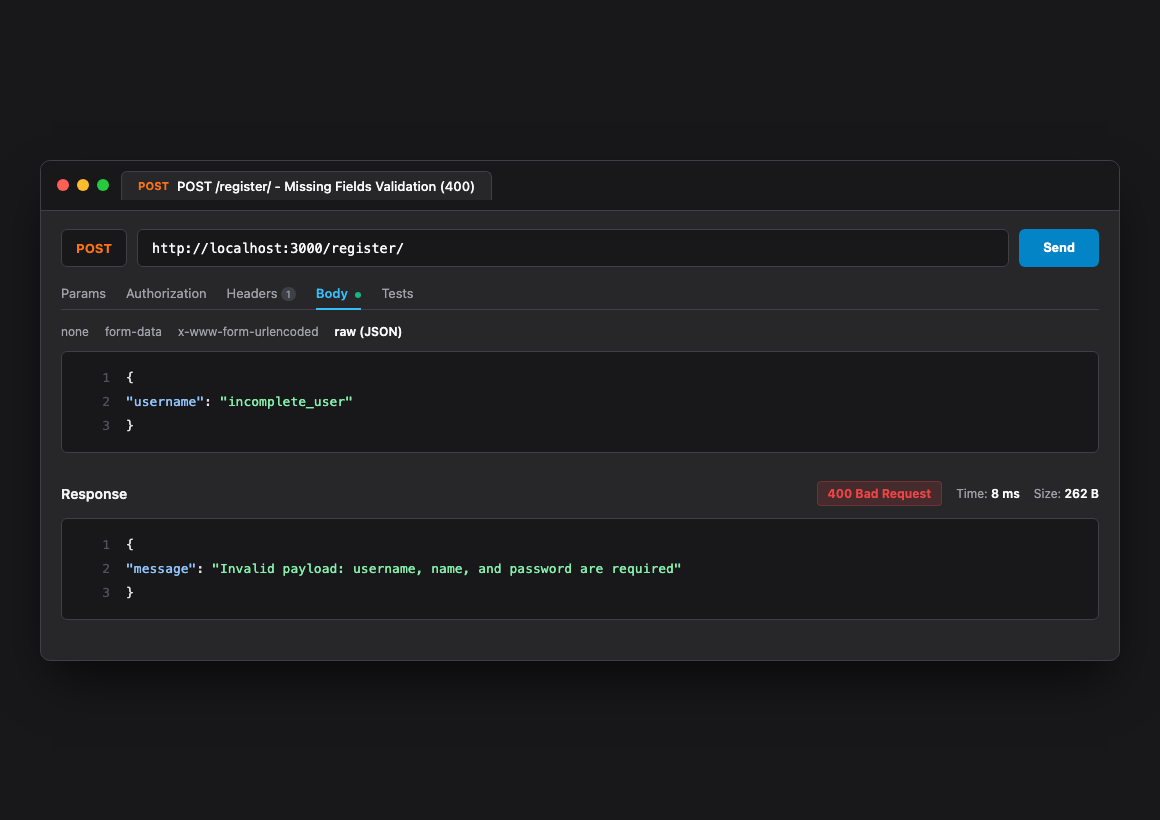 POST POST /register/ - Missing Fields Validation (400)
POST http://localhost:3000/register/ Send
Params Authorization Headers 1 Body Tests
none form-data x-www-form-urlencoded raw (JSON)
1 {
2 "username": "incomplete_user"
3 }
Response 400 Bad Request Time: 8 ms Size: 262 B
1 {
2 "message": "Invalid payload: username, name, and password are required"
3 }